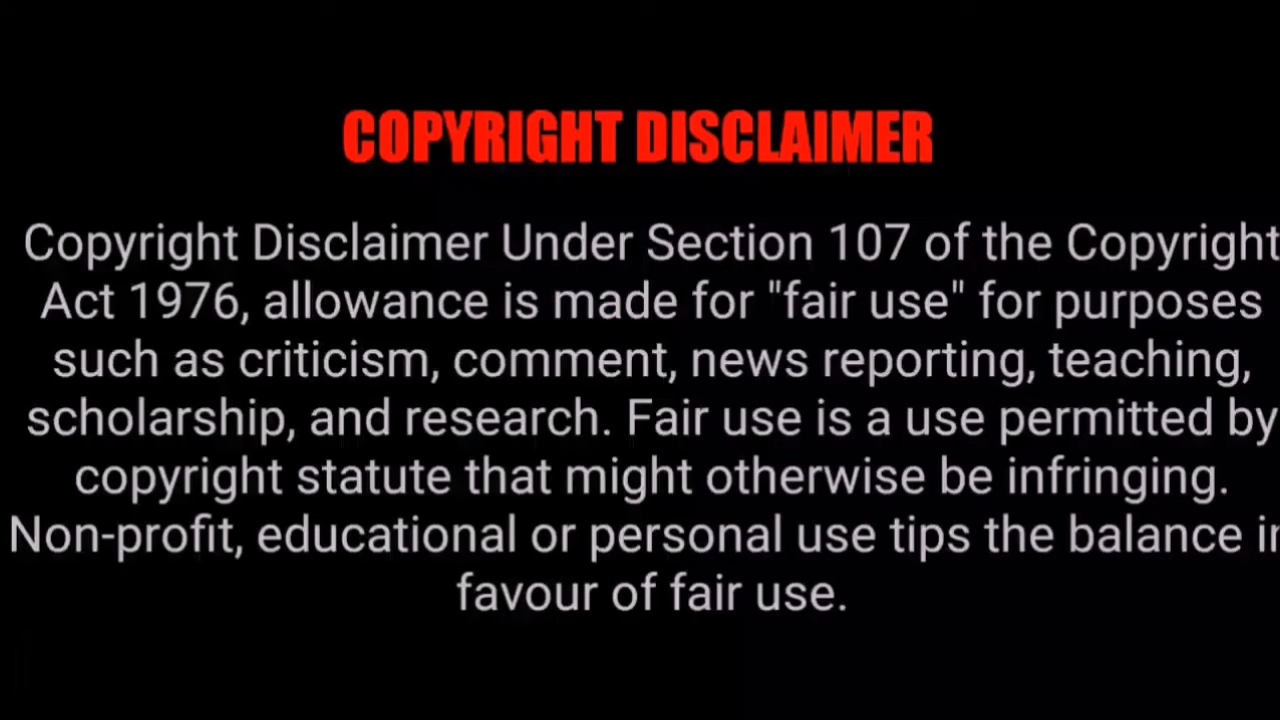 COPYRIGHT DISCLAIMER
Copyright Disclaimer Under Section 107 of the Copyright
Act 1976, allowance is made for "fair use" for purposes
such as criticism, comment, news reporting, teaching,
scholarship, and research. Fair use is a use permitted by
copyright statute that might otherwise be infringing.
Non-profit, educational or personal use tips the balance in
favour of fair use.